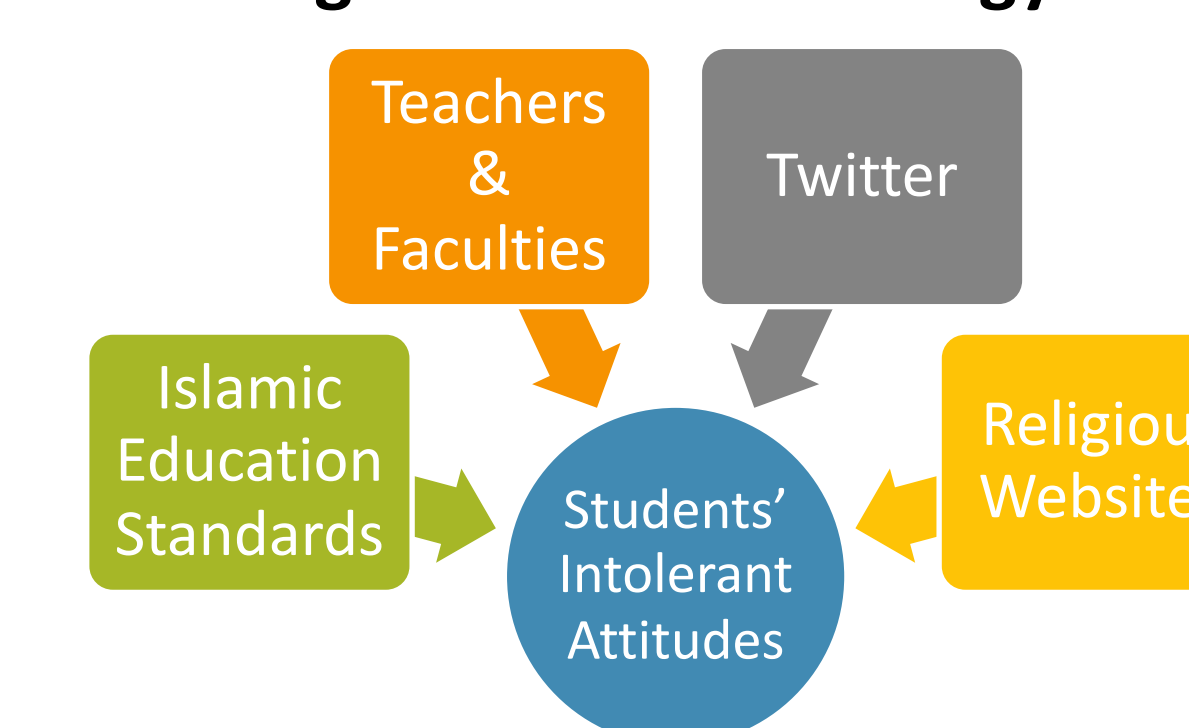 Teachers
&
Faculties
Twitter
Islamic
Education
Standards
Students’
Intolerant
Attitudes